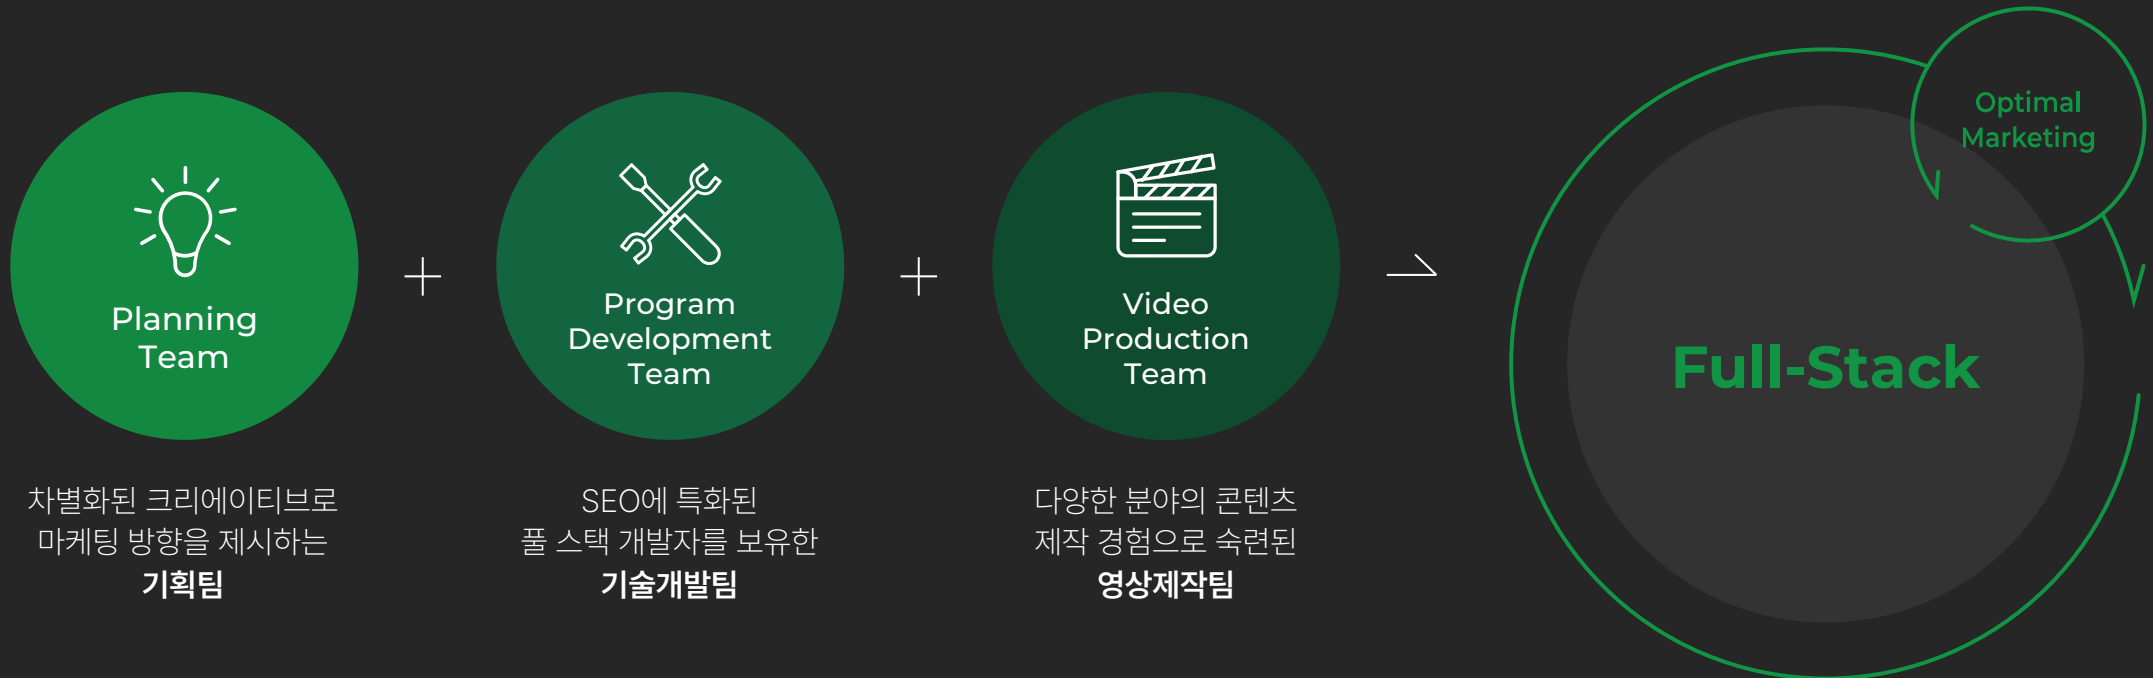 Planning
Team
차별화된 크리에이티브로
마케팅 방향을 제시하는
기획팀
Program
Development
Team
SEO에 특화된
풀 스택 개발자를 보유한
기술개발팀
Video
Production
Team
다양한 분야의 콘텐츠
제작 경험으로 숙련된
영상제작팀
Optimal
Marketing
Full-Stack